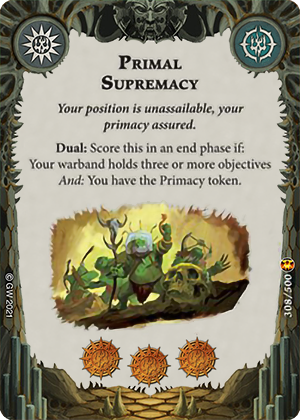 PRIMAL
SUPREMACY
Your position is unassailable, your
primacy assured.
Dual: Score this in an end phase if:
Your warband holds three or more objectives
And: You have the Primacy token.
© GW 2021
308/500